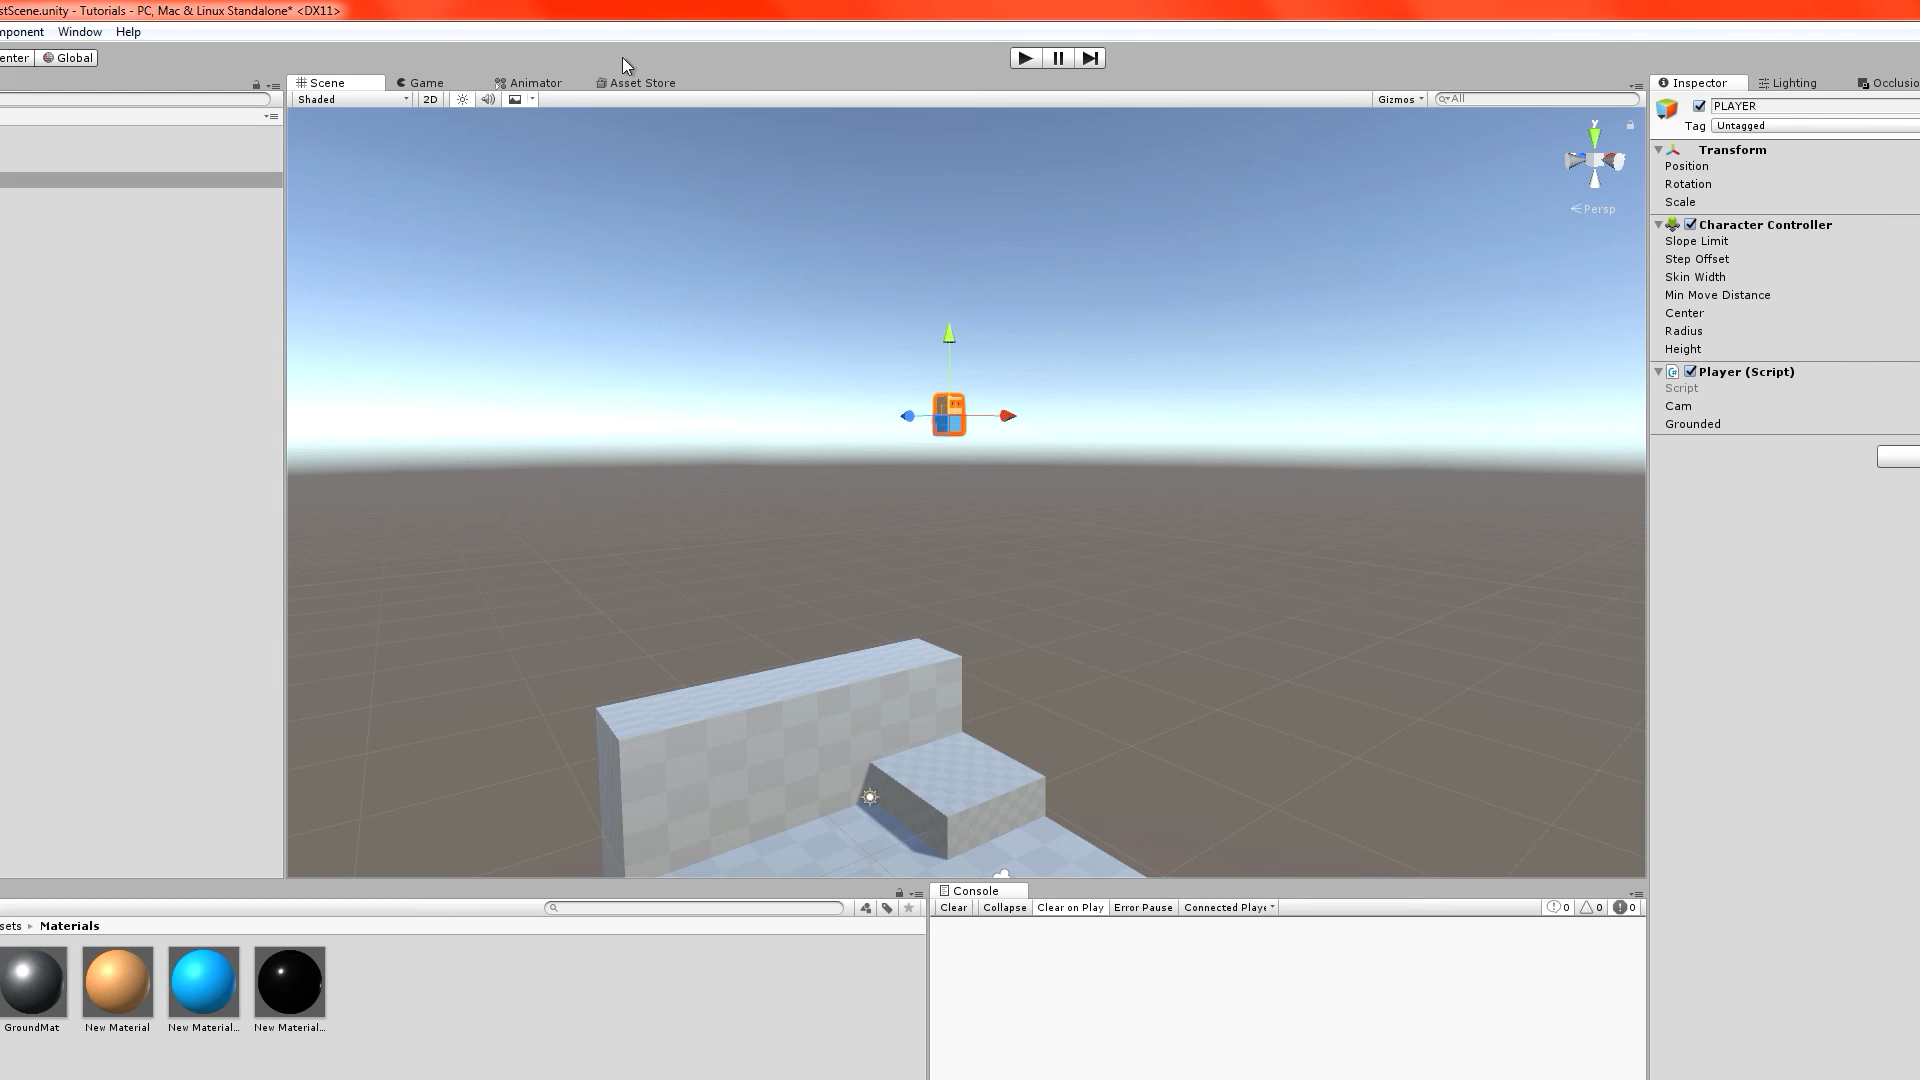 stScene.unity - Tutorials - PC, Mac & Linux Standalone* <DX11>
mponent Window Help
enter Global
Scene Game Animator Asset Store
Shaded 2D Gizmos All
y
Persp
Inspector Lighting Occlusio
PLAYER
Tag Untagged
Transform
Position
Rotation
Scale
Character Controller
Slope Limit
Step Offset
Skin Width
Min Move Distance
Center
Radius
Height
Player (Script)
Script
Cam
Grounded
sets Materials
GroundMat New Material New Material... New Material...
Console
Clear Collapse Clear on Play Error Pause Connected Playe 0 0 0